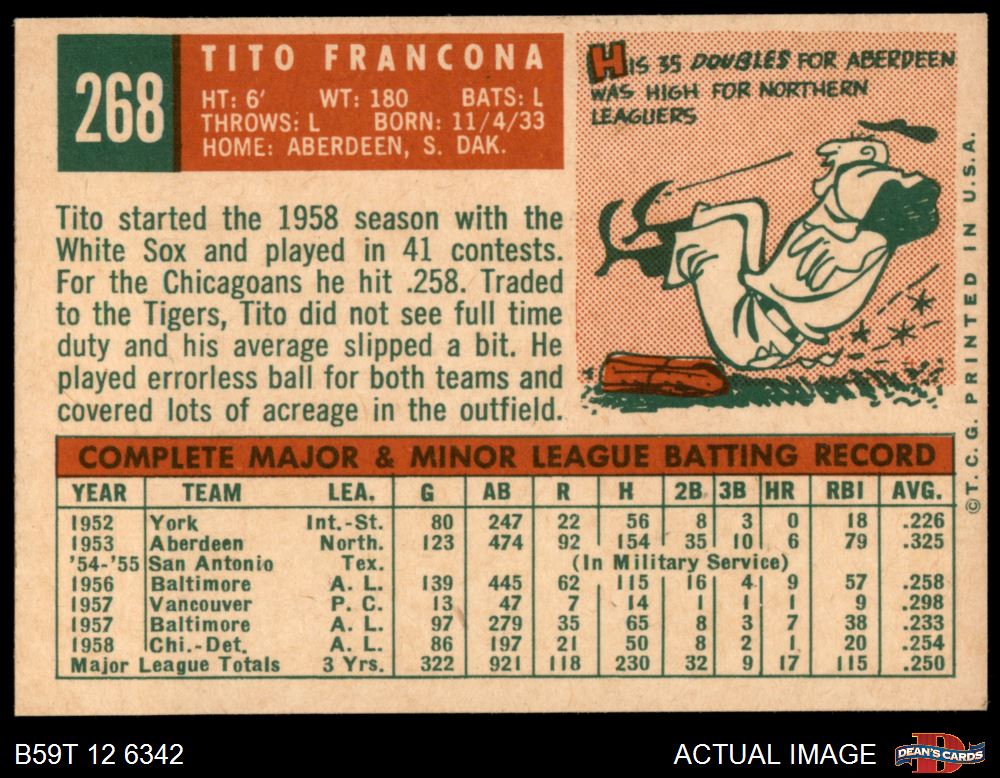 268
TITO FRANCONA
HT: 6' WT: 180 BATS: L
THROWS: L BORN: 11/4/33
HOME: ABERDEEN, S. DAK.
HIS 35 DOUBLES FOR ABERDEEN
WAS HIGH FOR NORTHERN
LEAGUERS
Tito started the 1958 season with the
White Sox and played in 41 contests.
For the Chicagoans he hit .258. Traded
to the Tigers, Tito did not see full time
duty and his average slipped a bit. He
played errorless ball for both teams and
covered lots of acreage in the outfield.
© T. C. G. PRINTED IN U.S.A.
COMPLETE MAJOR & MINOR LEAGUE BATTING RECORD
YEAR TEAM LEA. G AB R H 2B 3B HR RBI AVG.
1952 York Int.-St. 80 247 22 56 8 3 0 18 .226
1953 Aberdeen North. 123 474 92 154 35 10 6 79 .325
'54-'55 San Antonio Tex. (In Military Service)
1956 Baltimore A. L. 139 445 62 115 16 4 9 57 .258
1957 Vancouver P. C. 13 47 7 14 1 1 1 9 .298
1957 Baltimore A. L. 97 279 35 65 8 3 7 38 .233
1958 Chi.-Det. A. L. 86 197 21 50 8 2 1 20 .254
Major League Totals 3 Yrs. 322 921 118 230 32 9 17 115 .250
B59T 12 6342
ACTUAL IMAGE
DEAN'S CARDS